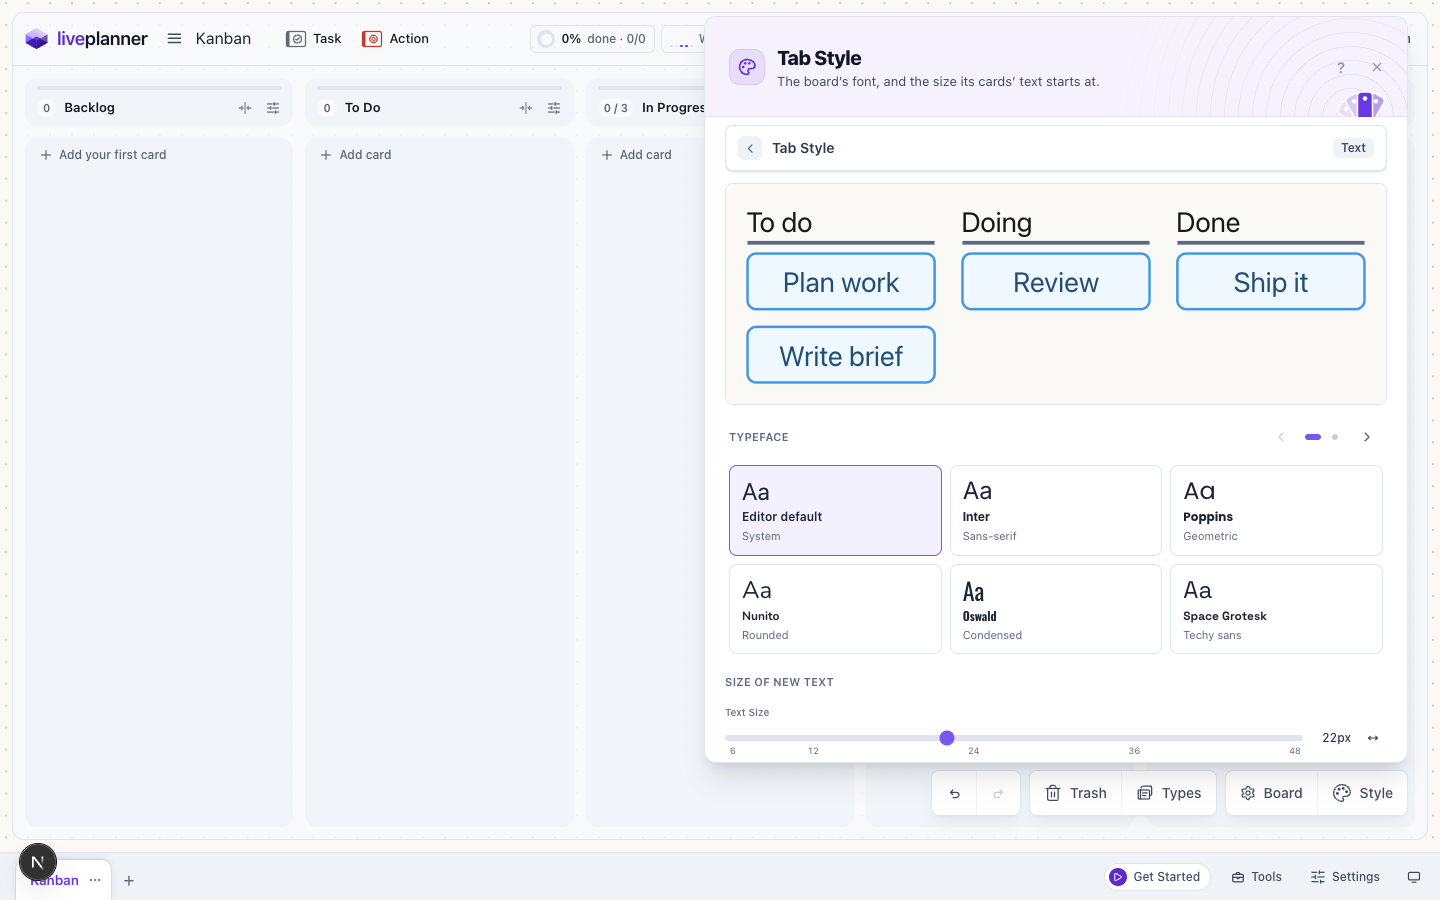 liveplanner
Kanban
Task
Action
0% done · 0/0
Tab Style
The board's font, and the size its cards' text starts at.
?
0 Backlog
0 To Do
0 / 3
Add your first card
Add card
Add card
Tab Style
Text
To do
Doing
Done
Plan work
Review
Ship it
Write brief
TYPEFACE
Aa
Editor default
System
Aa
Inter
Sans-serif
Aa
Poppins
Geometric
Aa
Nunito
Rounded
Aa
Oswald
Condensed
Aa
Space Grotesk
Techy sans
SIZE OF NEW TEXT
Text Size
22px
6 12 24 36 48
Trash
Types
Board
Style
N
Kanban
Get Started
Tools
Settings